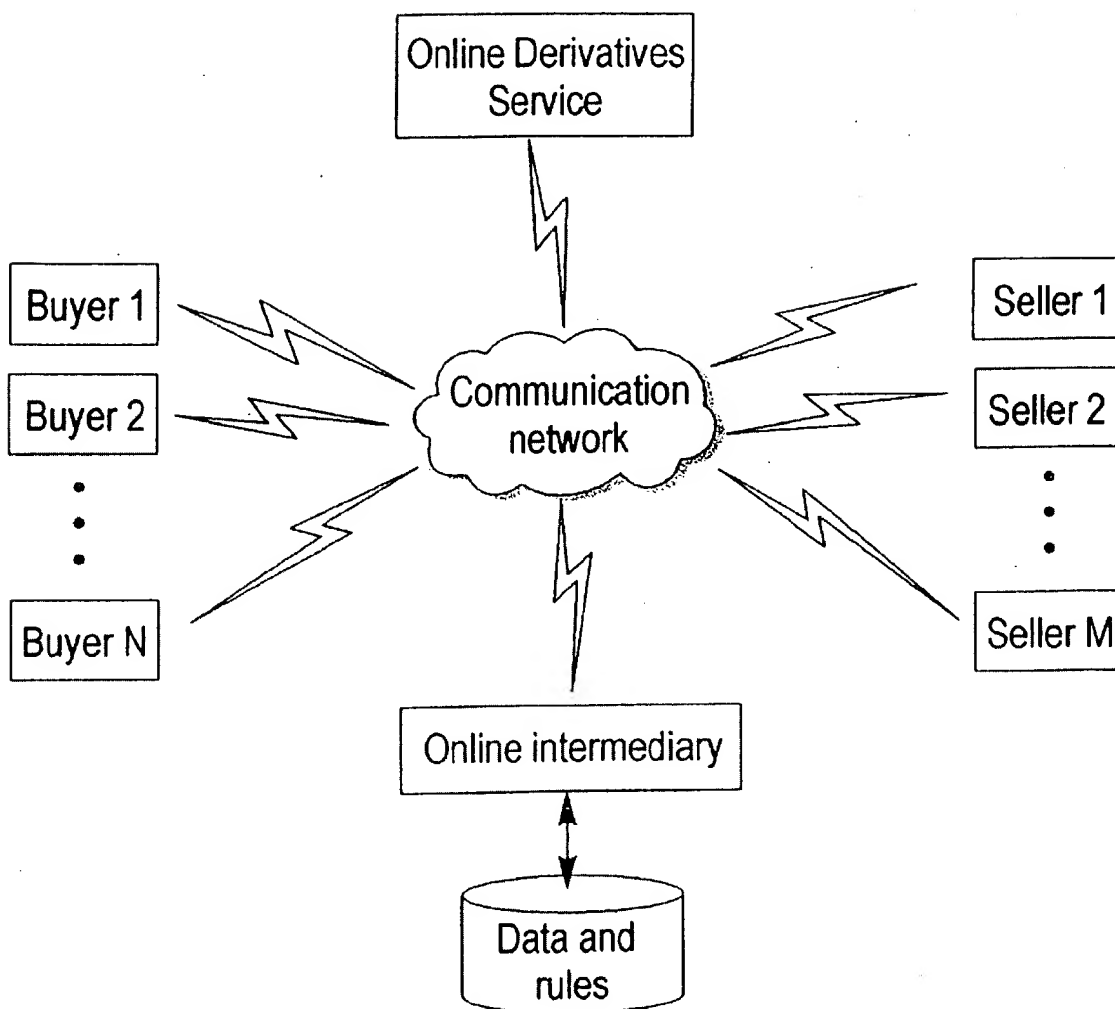 Online Derivatives
Service
Buyer 1
Seller 1
Communication
network
Buyer 2
Seller 2
Buyer N
Seller M
Online intermediary
Data and
rules